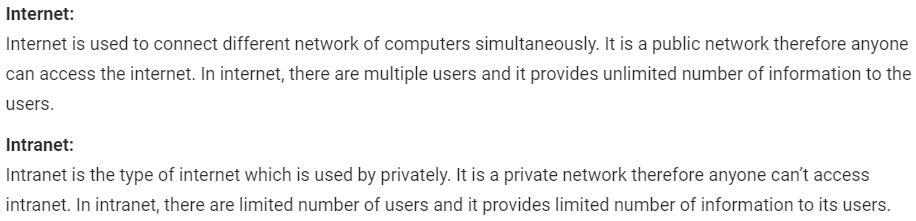 Internet:
Internet is used to connect different network of computers simultaneously. It is a public network therefore anyone
can access the internet. In internet, there are multiple users and it provides unlimited number of information to the
users.
Intranet:
Intranet is the type of internet which is used by privately. It is a private network therefore anyone can’t access
intranet. In intranet, there are limited number of users and it provides limited number of information to its users.